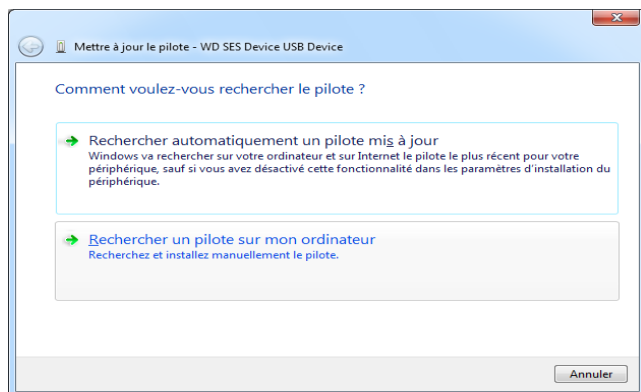 Mettre à jour le pilote - WD SES Device USB Device
Comment voulez-vous rechercher le pilote ?
Rechercher automatiquement un pilote mis à jour
Windows va rechercher sur votre ordinateur et sur Internet le pilote le plus récent pour votre
périphérique, sauf si vous avez désactivé cette fonctionnalité dans les paramètres d'installation du
périphérique.
Rechercher un pilote sur mon ordinateur
Recherchez et installez manuellement le pilote.
Annuler